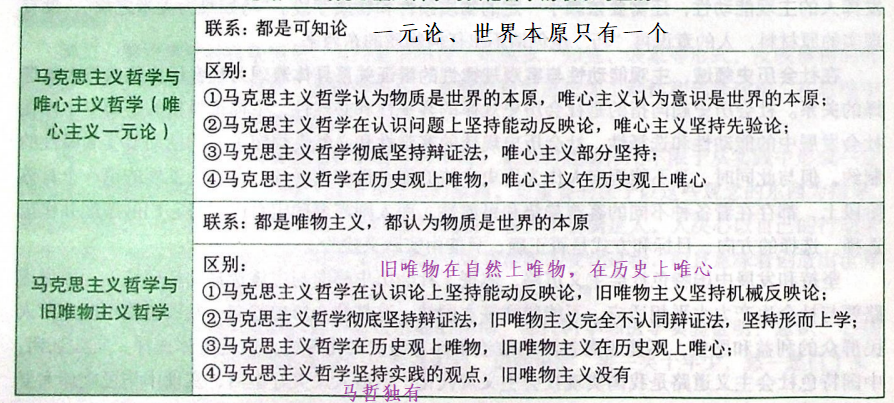 联系：都是可知论 一元论、世界本原只有一个
马克思主义哲学与
唯心主义哲学（唯
心主义一元论）
区别：
①马克思主义哲学认为物质是世界的本原，唯心主义认为意识是世界的本原；
②马克思主义哲学在认识问题上坚持能动反映论，唯心主义坚持先验论；
③马克思主义哲学彻底坚持辩证法，唯心主义部分坚持；
④马克思主义哲学在历史观上唯物，唯心主义在历史观上唯心
联系：都是唯物主义，都认为物质是世界的本原
马克思主义哲学与
旧唯物主义哲学
区别：
旧唯物在自然上唯物，在历史上唯心
①马克思主义哲学在认识论上坚持能动反映论，旧唯物主义坚持机械反映论；
②马克思主义哲学彻底坚持辩证法，旧唯物主义完全不认同辩证法，坚持形而上学；
③马克思主义哲学在历史观上唯物，旧唯物主义在历史观上唯心；
④马克思主义哲学坚持实践的观点，旧唯物主义没有
马哲独有